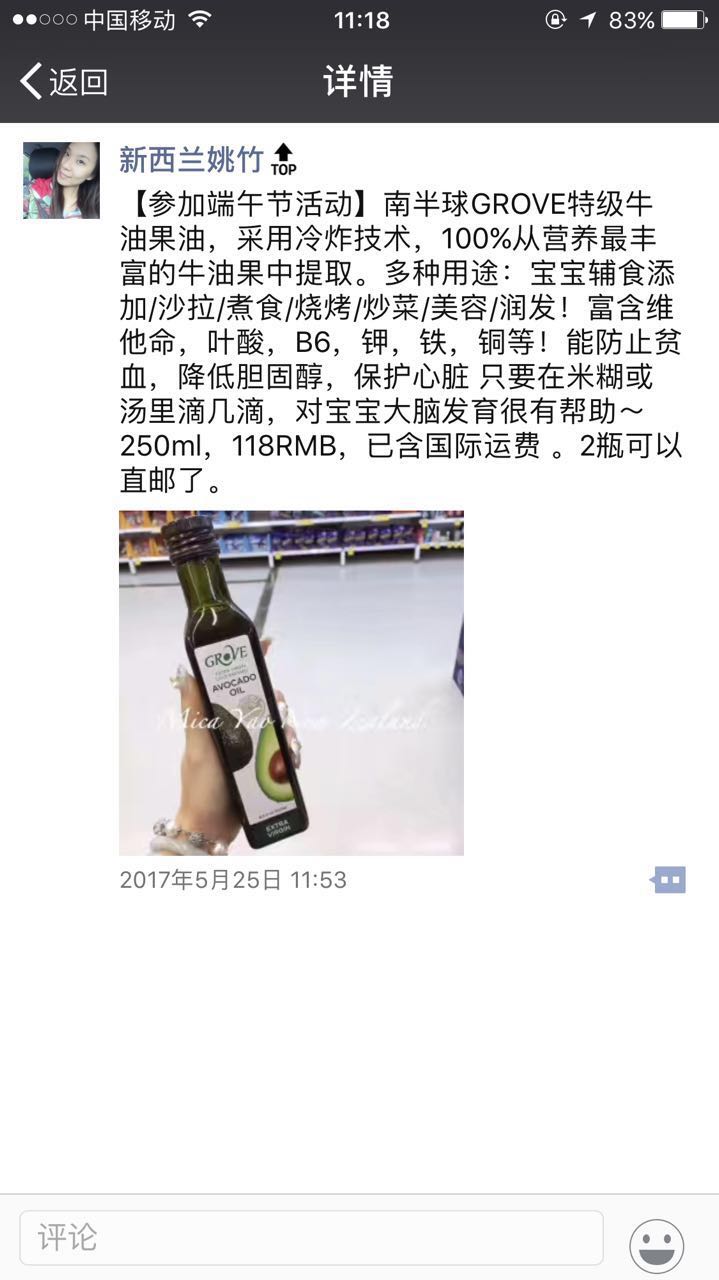 中国移动 11:18 83%
返回 详情
新西兰姚竹 TOP
【参加端午节活动】南半球GROVE特级牛
油果油，采用冷炸技术，100%从营养最丰
富的牛油果中提取。多种用途：宝宝辅食添
加/沙拉/煮食/烧烤/炒菜/美容/润发！富含维
他命，叶酸，B6，钾，铁，铜等！能防止贫
血，降低胆固醇，保护心脏 只要在米糊或
汤里滴几滴，对宝宝大脑发育很有帮助～
250ml，118RMB，已含国际运费 。2瓶可以
直邮了。
GROVE
EXTRA VIRGIN
AVOCADO
OIL
Mica Yao New Zealand
EXTRA
VIRGIN
2017年5月25日 11:53
评论